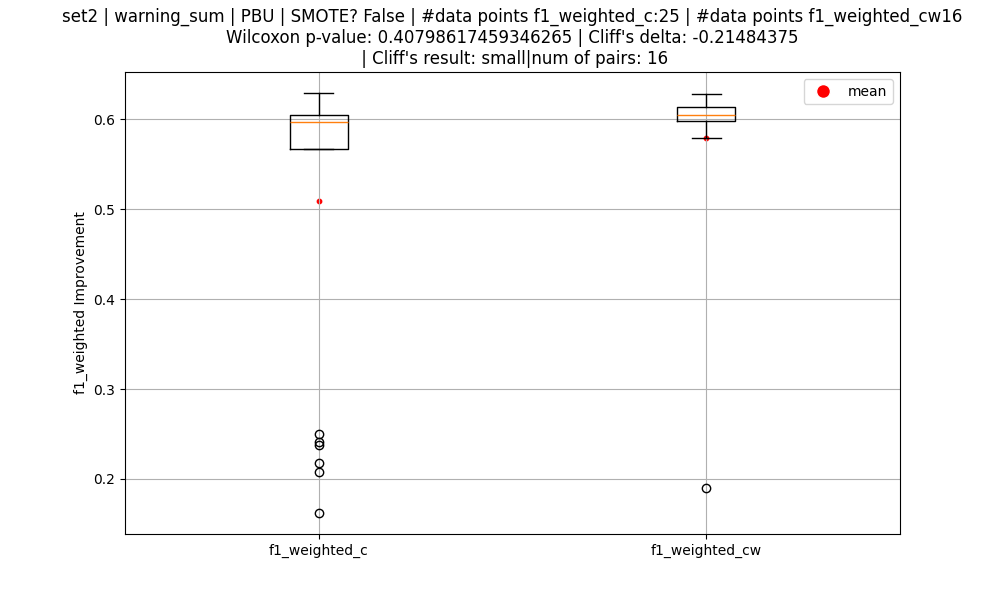 set2 | warning_sum | PBU | SMOTE? False | #data points f1_weighted_c:25 | #data points f1_weighted_cw16
Wilcoxon p-value: 0.40798617459346265 | Cliff's delta: -0.21484375
| Cliff's result: small|num of pairs: 16
mean
0.6
0.5
0.4
0.3
0.2
f1_weighted Improvement
f1_weighted_c
f1_weighted_cw